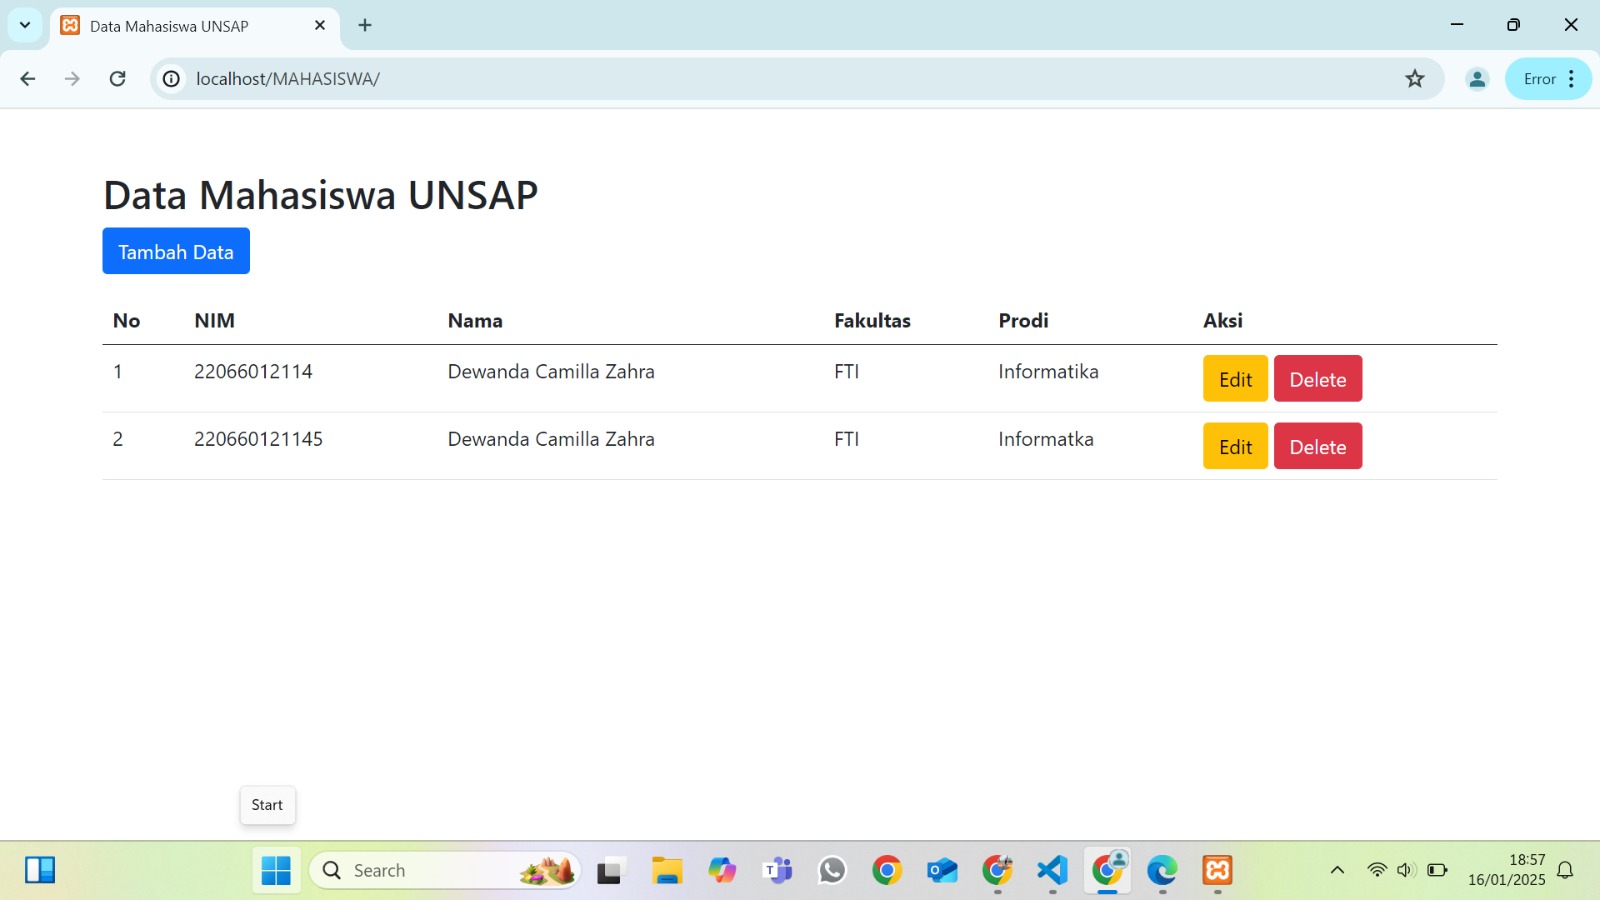 Data Mahasiswa UNSAP
localhost/MAHASISWA/
Error
Data Mahasiswa UNSAP
Tambah Data
No NIM Nama Fakultas Prodi Aksi
1 22066012114 Dewanda Camilla Zahra FTI Informatika Edit Delete
2 220660121145 Dewanda Camilla Zahra FTI Informatka Edit Delete
Start
Search
18:57
16/01/2025